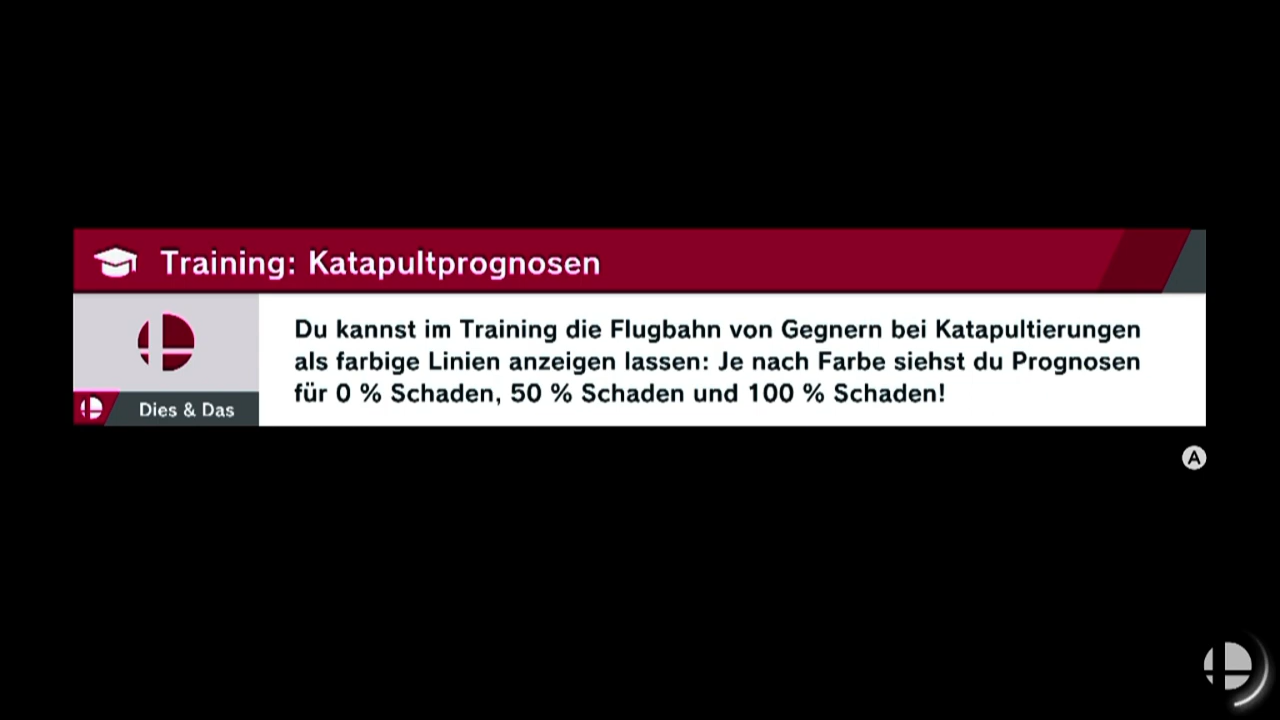 Training: Katapultprognosen
Du kannst im Training die Flugbahn von Gegnern bei Katapultierungen
als farbige Linien anzeigen lassen: Je nach Farbe siehst du Prognosen
für 0 % Schaden, 50 % Schaden und 100 % Schaden!
Dies & Das
A